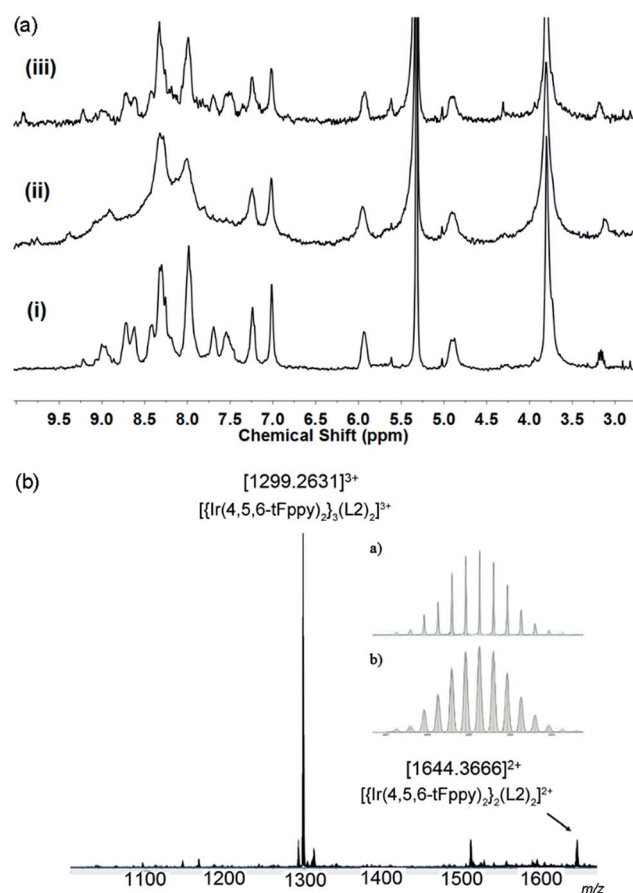 (a)
(iii)
(ii)
(i)
9.5 9.0 8.5 8.0 7.5 7.0 6.5 6.0 5.5 5.0 4.5 4.0 3.5 3.0
Chemical Shift (ppm)
(b)
[1299.2631]³⁺
[{Ir(4,5,6-tFppy)₂}₃(L2)₂]³⁺
a)
b)
[1644.3666]²⁺
[{Ir(4,5,6-tFppy)₂}₂(L2)₂]²⁺
1100 1200 1300 1400 1500 1600
m/z